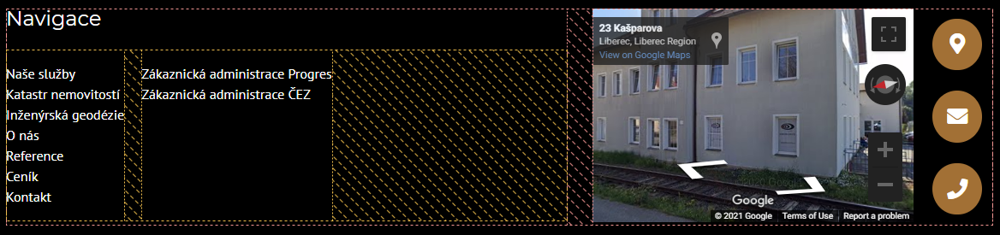 Navigace
Naše služby
Katastr nemovitostí
Inženýrská geodézie
O nás
Reference
Ceník
Kontakt
Zákaznická administrace Progres
Zákaznická administrace ČEZ
23 Kašparova
Liberec, Liberec Region
View on Google Maps
Google
© 2021 Google Terms of Use Report a problem